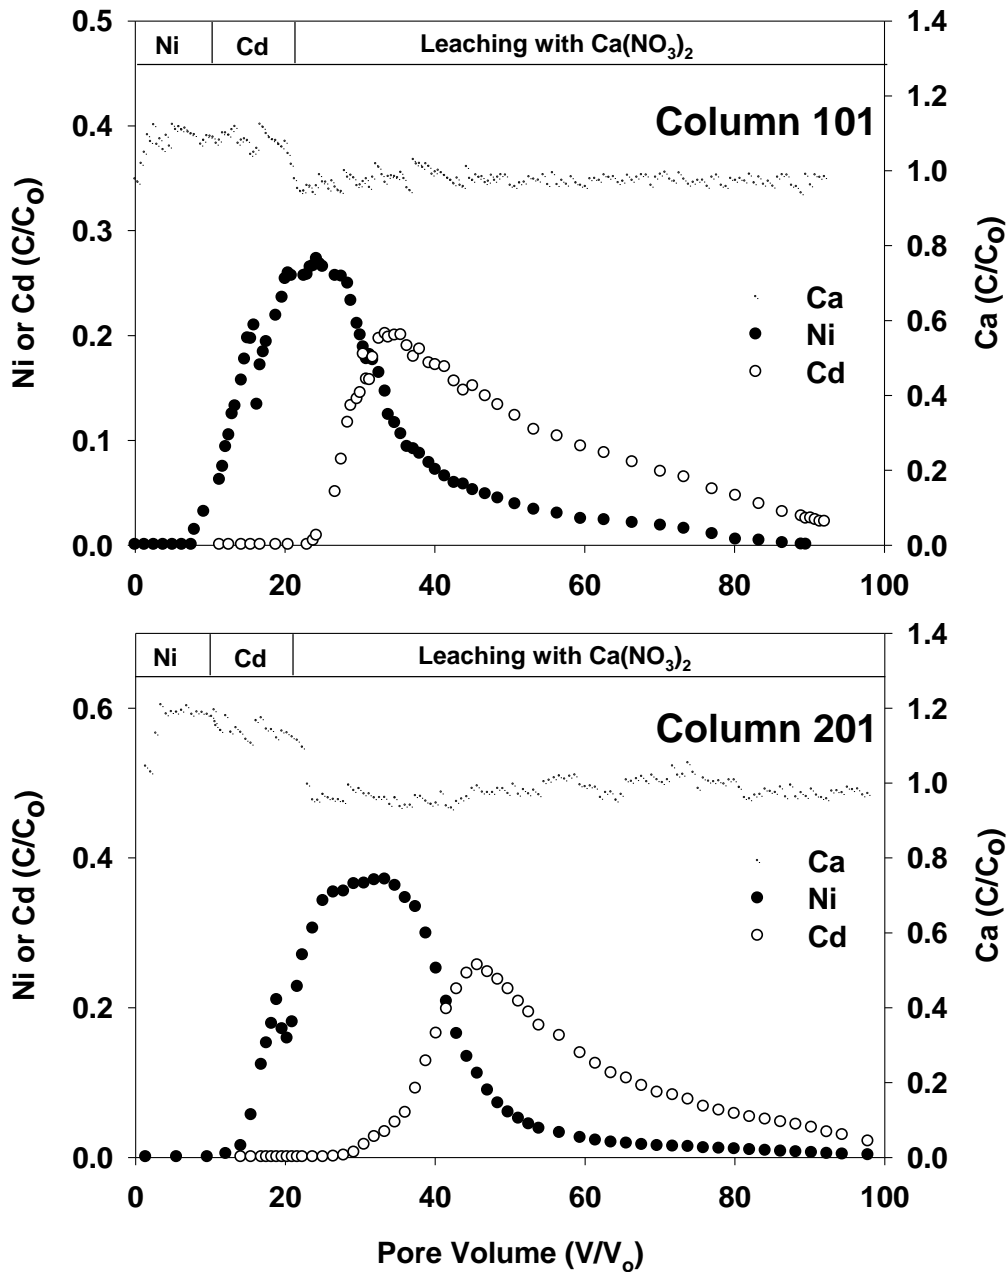 0.5
1.4
Ni
Cd
Leaching with Ca(NO3)2
1.2
0.4
Column 101
1.0
0.3
0.8
Ca
0.6
0.2
Ni
Cd
0.4
0.1
0.2
0.0
0.0
0 20 40 60 80 100
Ni or Cd (C/Co)
Ca (C/Co)
1.4
Ni
Cd
Leaching with Ca(NO3)2
0.6
1.2
Column 201
1.0
0.4
0.8
Ca
Ni
0.6
Cd
0.2
0.4
0.2
0.0
0.0
0 20 40 60 80 100
Ni or Cd (C/Co)
Ca (C/Co)
Pore Volume (V/Vo)